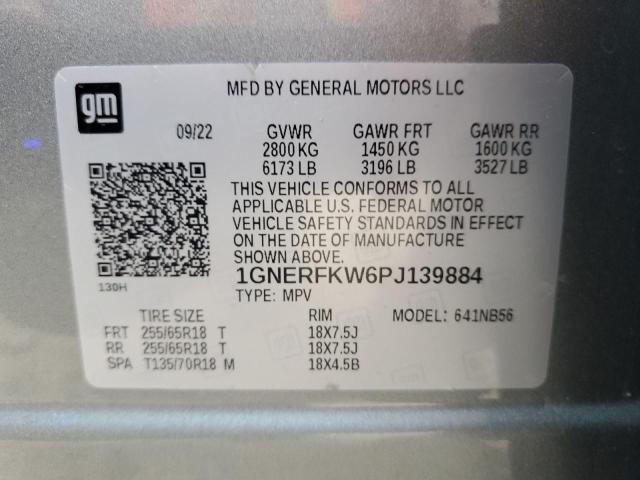 gm
MFD BY GENERAL MOTORS LLC
09/22 GVWR GAWR FRT GAWR RR
2800 KG 1450 KG 1600 KG
6173 LB 3196 LB 3527 LB
THIS VEHICLE CONFORMS TO ALL
APPLICABLE U.S. FEDERAL MOTOR
VEHICLE SAFETY STANDARDS IN EFFECT
ON THE DATE OF MANUFACTURE
SHOWN ABOVE.
130H
1GNERFKW6PJ139884
TYPE: MPV
TIRE SIZE RIM MODEL: 641NB56
FRT 255/65R18 T 18X7.5J
RR 255/65R18 T 18X7.5J
SPA T135/70R18 M 18X4.5B